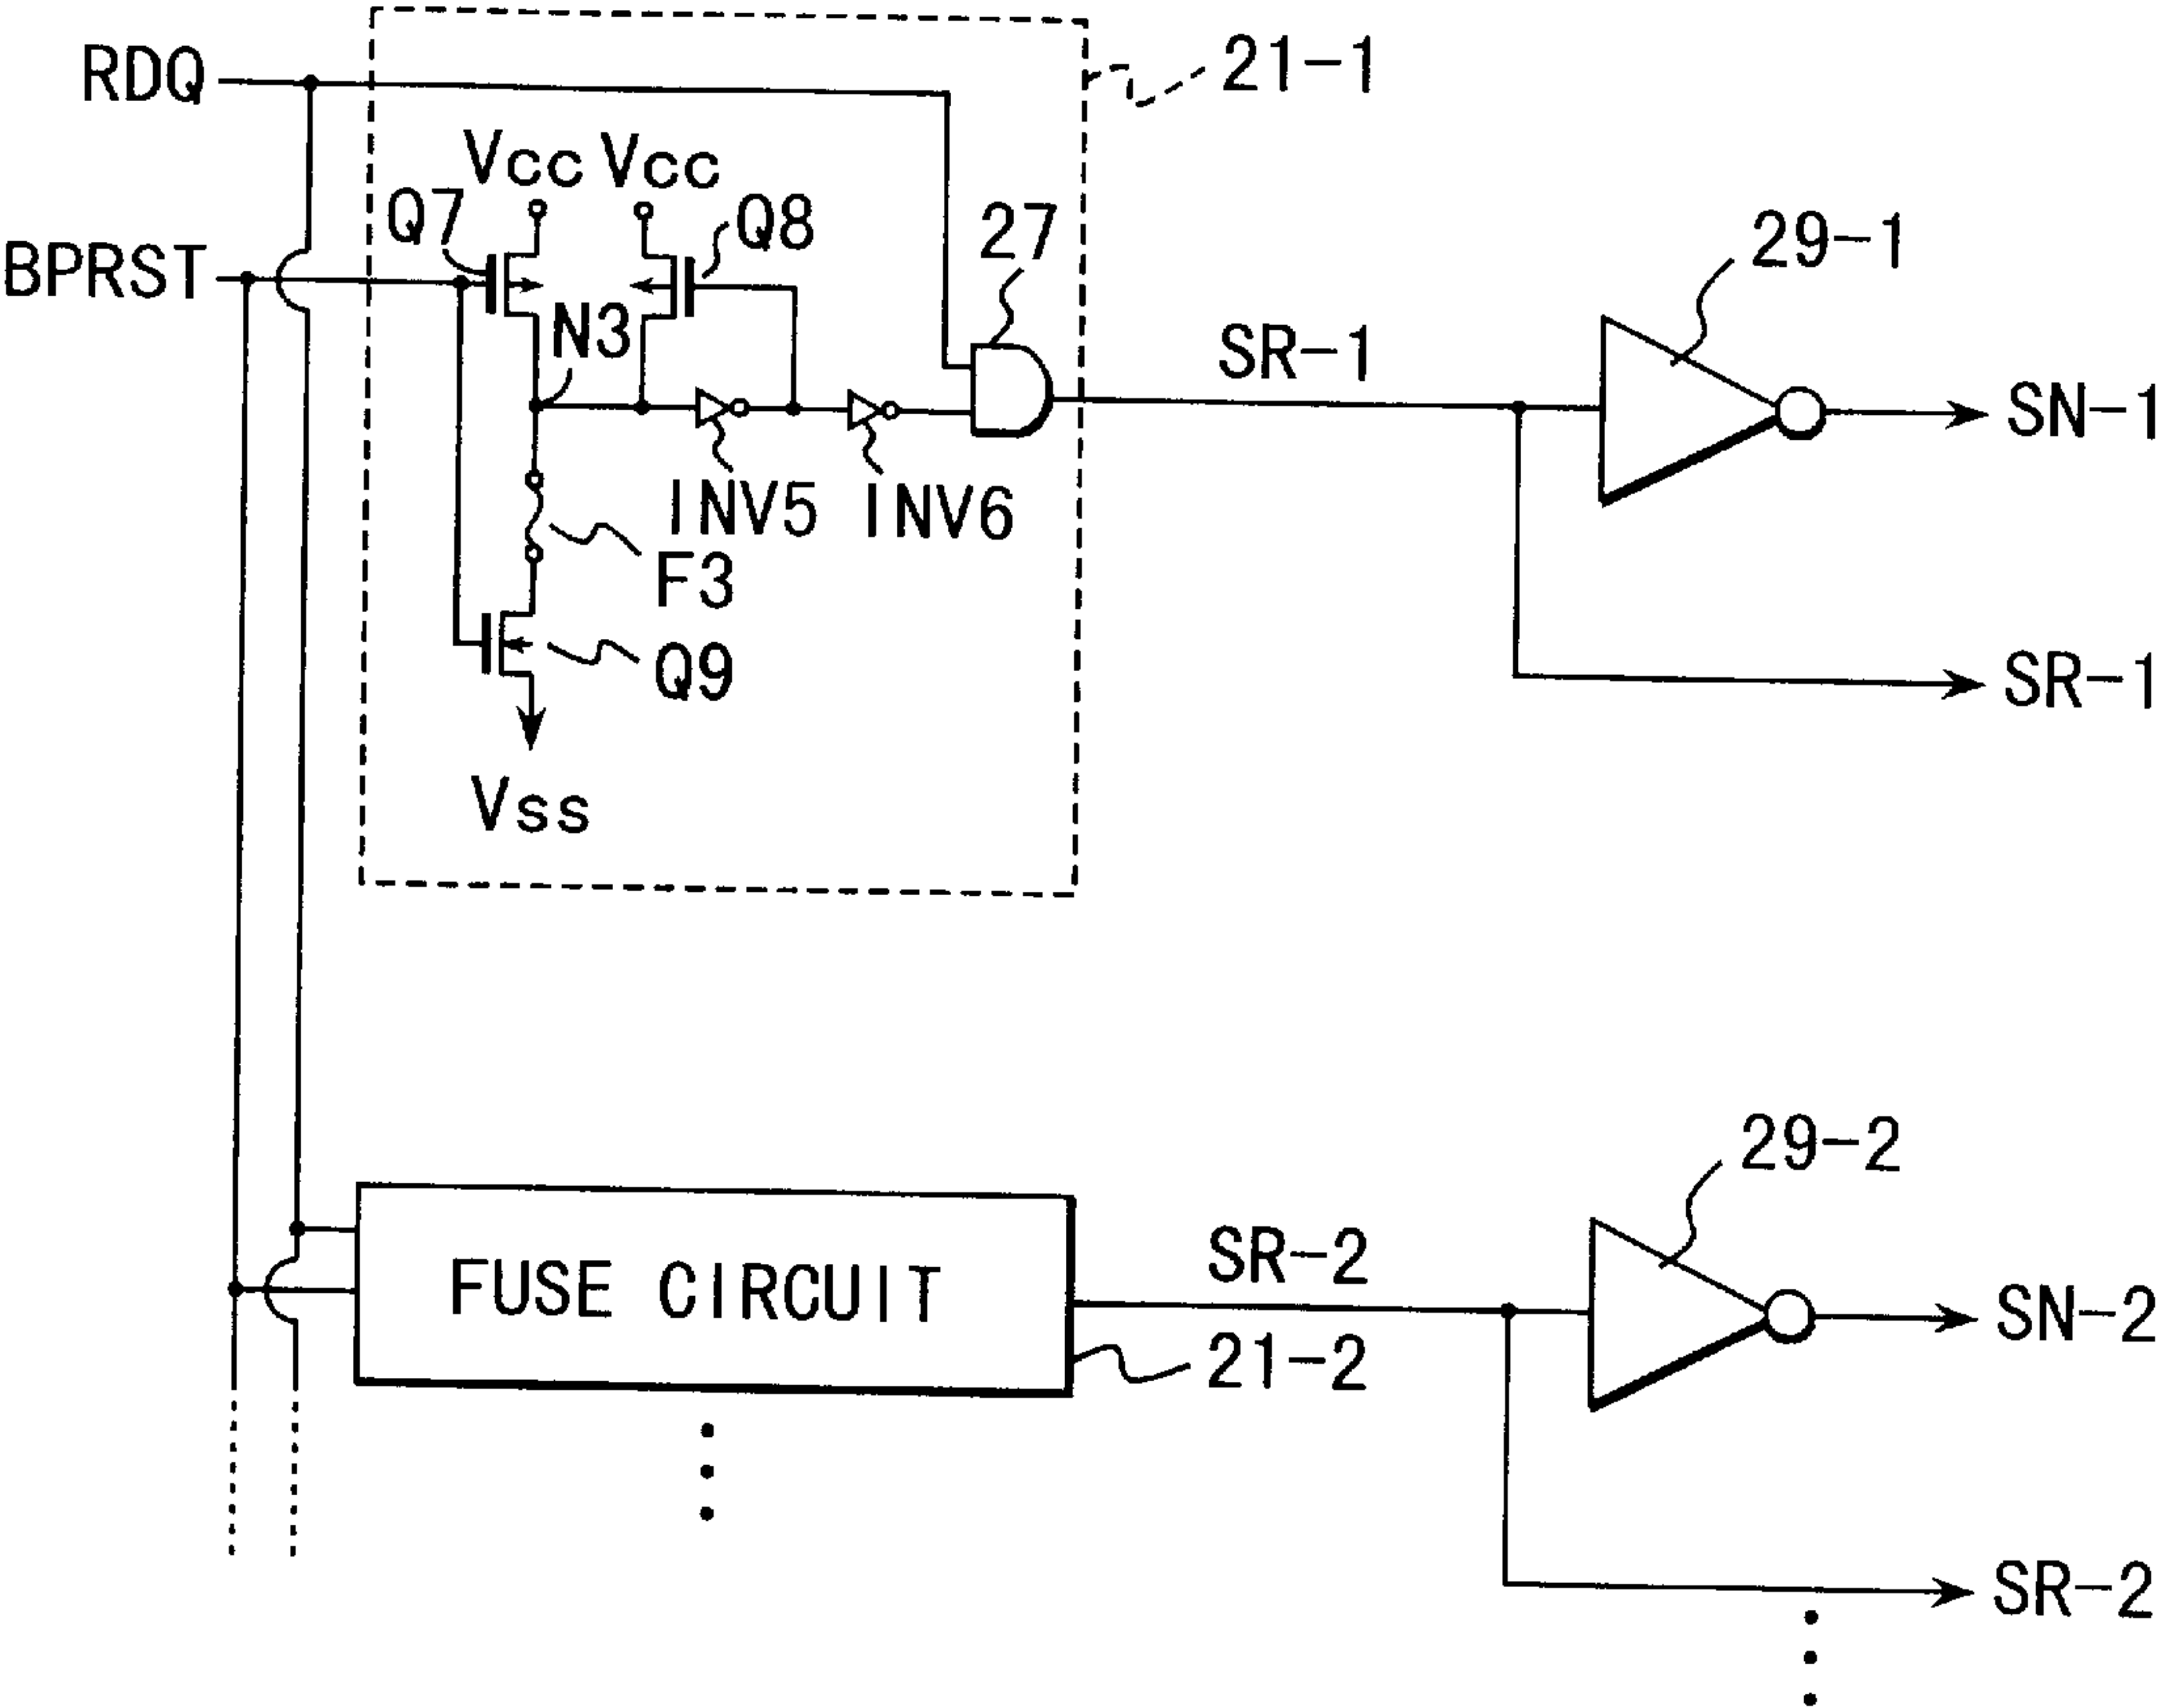 RDQ
21-1
Vcc Vcc
Q7
Q8
27
29-1
BPRST
N3
SR-1
SN-1
INV5
INV6
F3
Q9
SR-1
Vss
29-2
FUSE CIRCUIT
SR-2
SN-2
21-2
SR-2